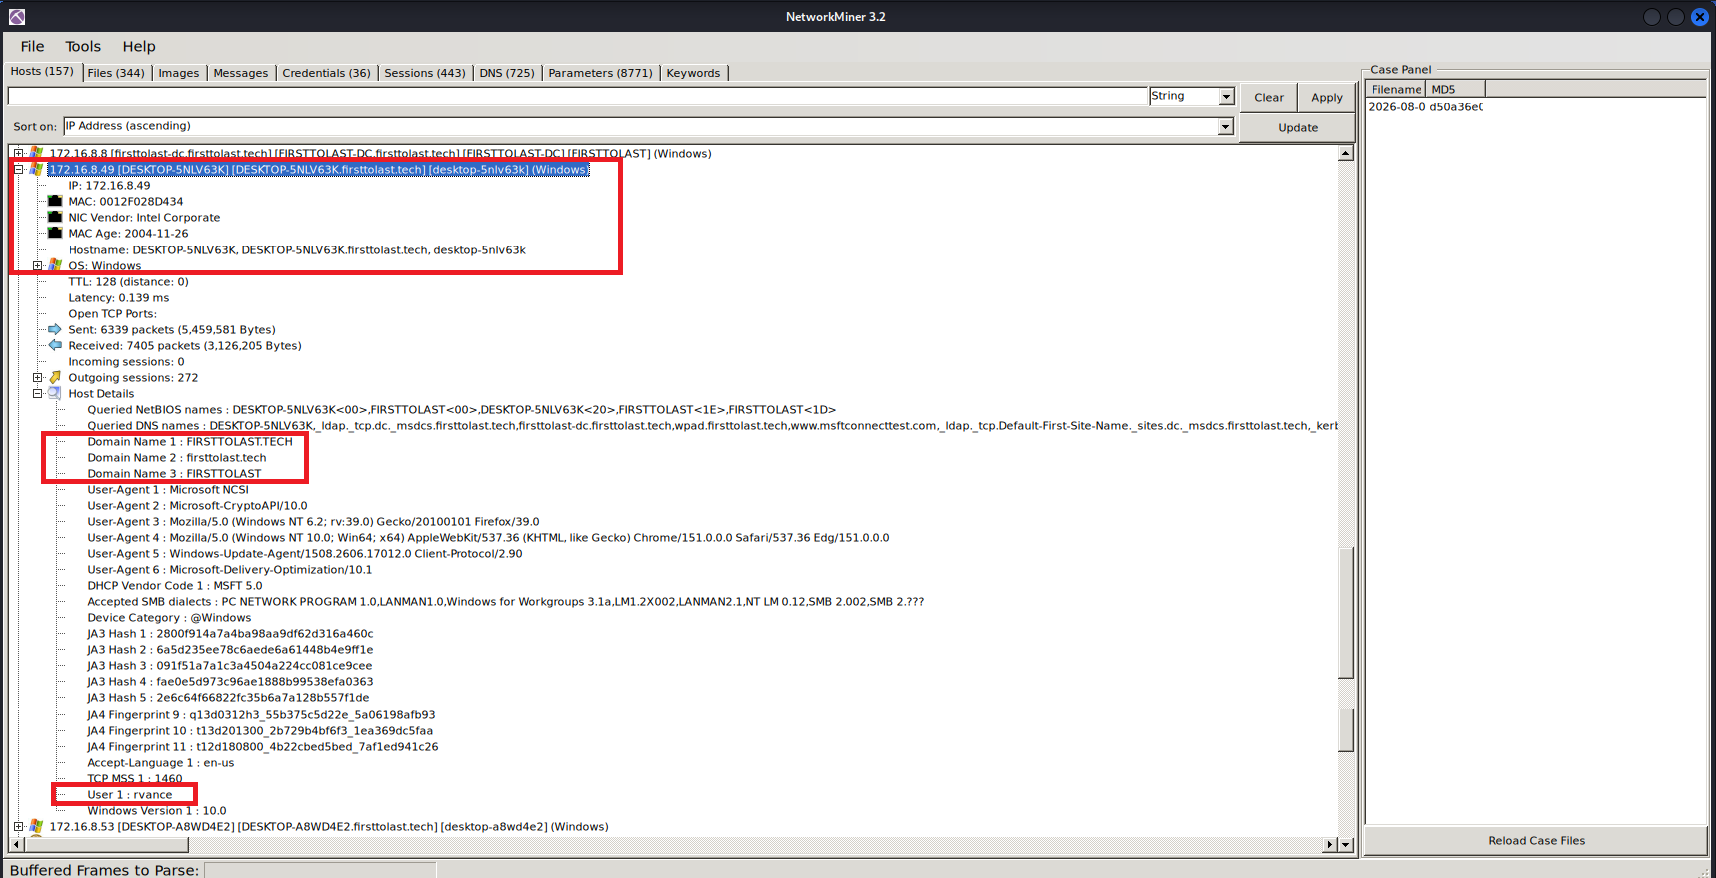 NetworkMiner 3.2
File Tools Help
Hosts (157) Files (344) Images Messages Credentials (36) Sessions (443) DNS (725) Parameters (8771) Keywords
String Clear Apply
Sort on: IP Address (ascending) Update
172.16.8.8 [firsttolast-dc.firsttolast.tech] [FIRSTTOLAST-DC.firsttolast.tech] [FIRSTTOLAST-DC] [FIRSTTOLAST] (Windows)
172.16.8.49 [DESKTOP-5NLV63K] [DESKTOP-5NLV63K.firsttolast.tech] [desktop-5nlv63k] (Windows)
IP: 172.16.8.49
MAC: 0012F028D434
NIC Vendor: Intel Corporate
MAC Age: 2004-11-26
Hostname: DESKTOP-5NLV63K, DESKTOP-5NLV63K.firsttolast.tech, desktop-5nlv63k
OS: Windows
TTL: 128 (distance: 0)
Latency: 0.139 ms
Open TCP Ports:
Sent: 6339 packets (5,459,581 Bytes)
Received: 7405 packets (3,126,205 Bytes)
Incoming sessions: 0
Outgoing sessions: 272
Host Details
Queried NetBIOS names : DESKTOP-5NLV63K<00>,FIRSTTOLAST<00>,DESKTOP-5NLV63K<20>,FIRSTTOLAST<1E>,FIRSTTOLAST<1D>
Queried DNS names : DESKTOP-5NLV63K,_ldap._tcp.dc._msdcs.firsttolast.tech,firsttolast-dc.firsttolast.tech,wpad.firsttolast.tech,www.msftconnecttest.com,_ldap._tcp.Default-First-Site-Name._sites.dc._msdcs.firsttolast.tech,_kerb
Domain Name 1 : FIRSTTOLAST.TECH
Domain Name 2 : firsttolast.tech
Domain Name 3 : FIRSTTOLAST
User-Agent 1 : Microsoft NCSI
User-Agent 2 : Microsoft-CryptoAPI/10.0
User-Agent 3 : Mozilla/5.0 (Windows NT 6.2; rv:39.0) Gecko/20100101 Firefox/39.0
User-Agent 4 : Mozilla/5.0 (Windows NT 10.0; Win64; x64) AppleWebKit/537.36 (KHTML, like Gecko) Chrome/151.0.0.0 Safari/537.36 Edg/151.0.0.0
User-Agent 5 : Windows-Update-Agent/1508.2606.17012.0 Client-Protocol/2.90
User-Agent 6 : Microsoft-Delivery-Optimization/10.1
DHCP Vendor Code 1 : MSFT 5.0
Accepted SMB dialects : PC NETWORK PROGRAM 1.0,LANMAN1.0,Windows for Workgroups 3.1a,LM1.2X002,LANMAN2.1,NT LM 0.12,SMB 2.002,SMB 2.???
Device Category : @Windows
JA3 Hash 1 : 2800f914a7a4ba98aa9df62d316a460c
JA3 Hash 2 : 6a5d235ee78c6aede6a61448b4e9ff1e
JA3 Hash 3 : 091f51a7a1c3a4504a224cc081ce9cee
JA3 Hash 4 : fae0e5d973c96ae1888b99538efa0363
JA3 Hash 5 : 2e6c64f66822fc35b6a7a128b557f1de
JA4 Fingerprint 9 : q13d0312h3_55b375c5d22e_5a06198afb93
JA4 Fingerprint 10 : t13d201300_2b729b4bf6f3_1ea369dc5faa
JA4 Fingerprint 11 : t12d180800_4b22cbed5bed_7af1ed941c26
Accept-Language 1 : en-us
TCP MSS 1 : 1460
User 1 : rvance
Windows Version 1 : 10.0
172.16.8.53 [DESKTOP-A8WD4E2] [DESKTOP-A8WD4E2.firsttolast.tech] [desktop-a8wd4e2] (Windows)
Buffered Frames to Parse:
Case Panel
Filename MD5
2026-08-0 d50a36e0
Reload Case Files